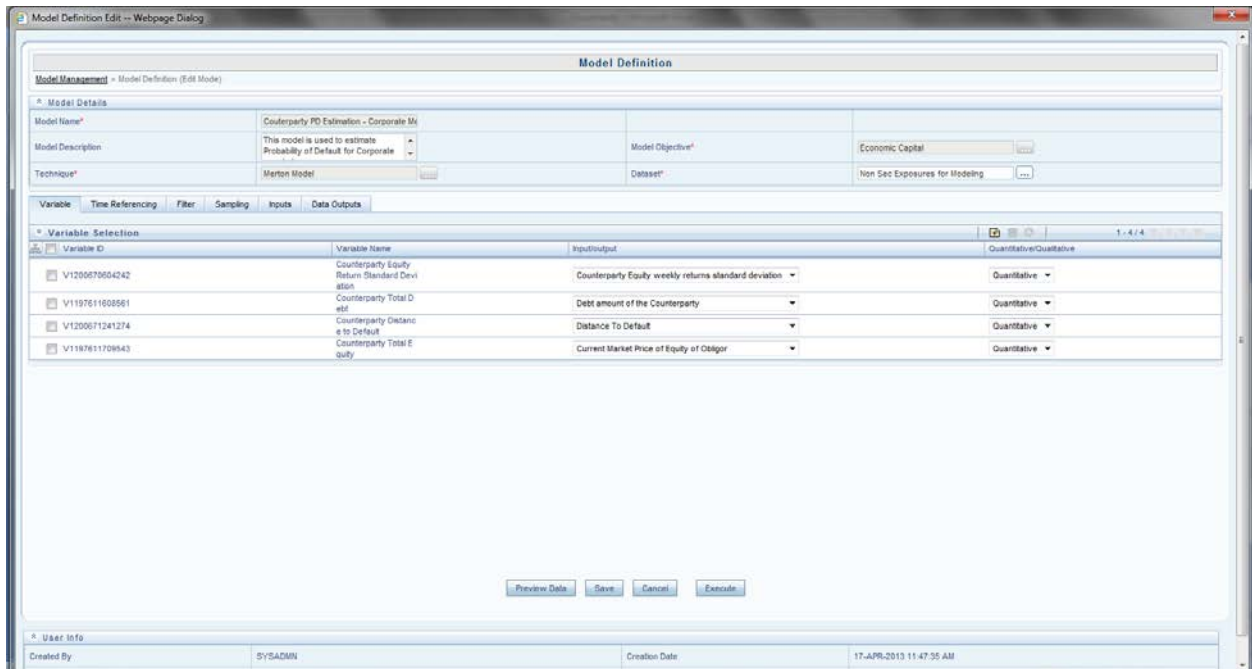 Model Definition Edit -- Webpage Dialog
Model Definition
Model Management » Model Definition (Edit Mode)
Model Details
Model Name*
Couterparty PD Estimation - Corporate Mo
Model Description
This model is used to estimate
Probability of Default for Corporate
Model Objective*
Economic Capital
Technique*
Merton Model
Dataset*
Non Sec Exposures for Modeling
...
Variable Time Referencing Filter Sampling Inputs Data Outputs
Variable Selection
1 - 4 / 4
Variable ID Variable Name Input/output Quantitative/Qualitative
V1200670604242
Counterparty Equity
Return Standard Devi
ation
Counterparty Equity weekly returns standard deviation
Quantitative
V1197611608561
Counterparty Total D
ebt
Debt amount of the Counterparty
Quantitative
V1200671241274
Counterparty Distanc
e to Default
Distance To Default
Quantitative
V1197611709543
Counterparty Total E
quity
Current Market Price of Equity of Obligor
Quantitative
Preview Data Save Cancel Execute
User Info
Created By SYSADMN Creation Date 17-APR-2013 11:47:35 AM